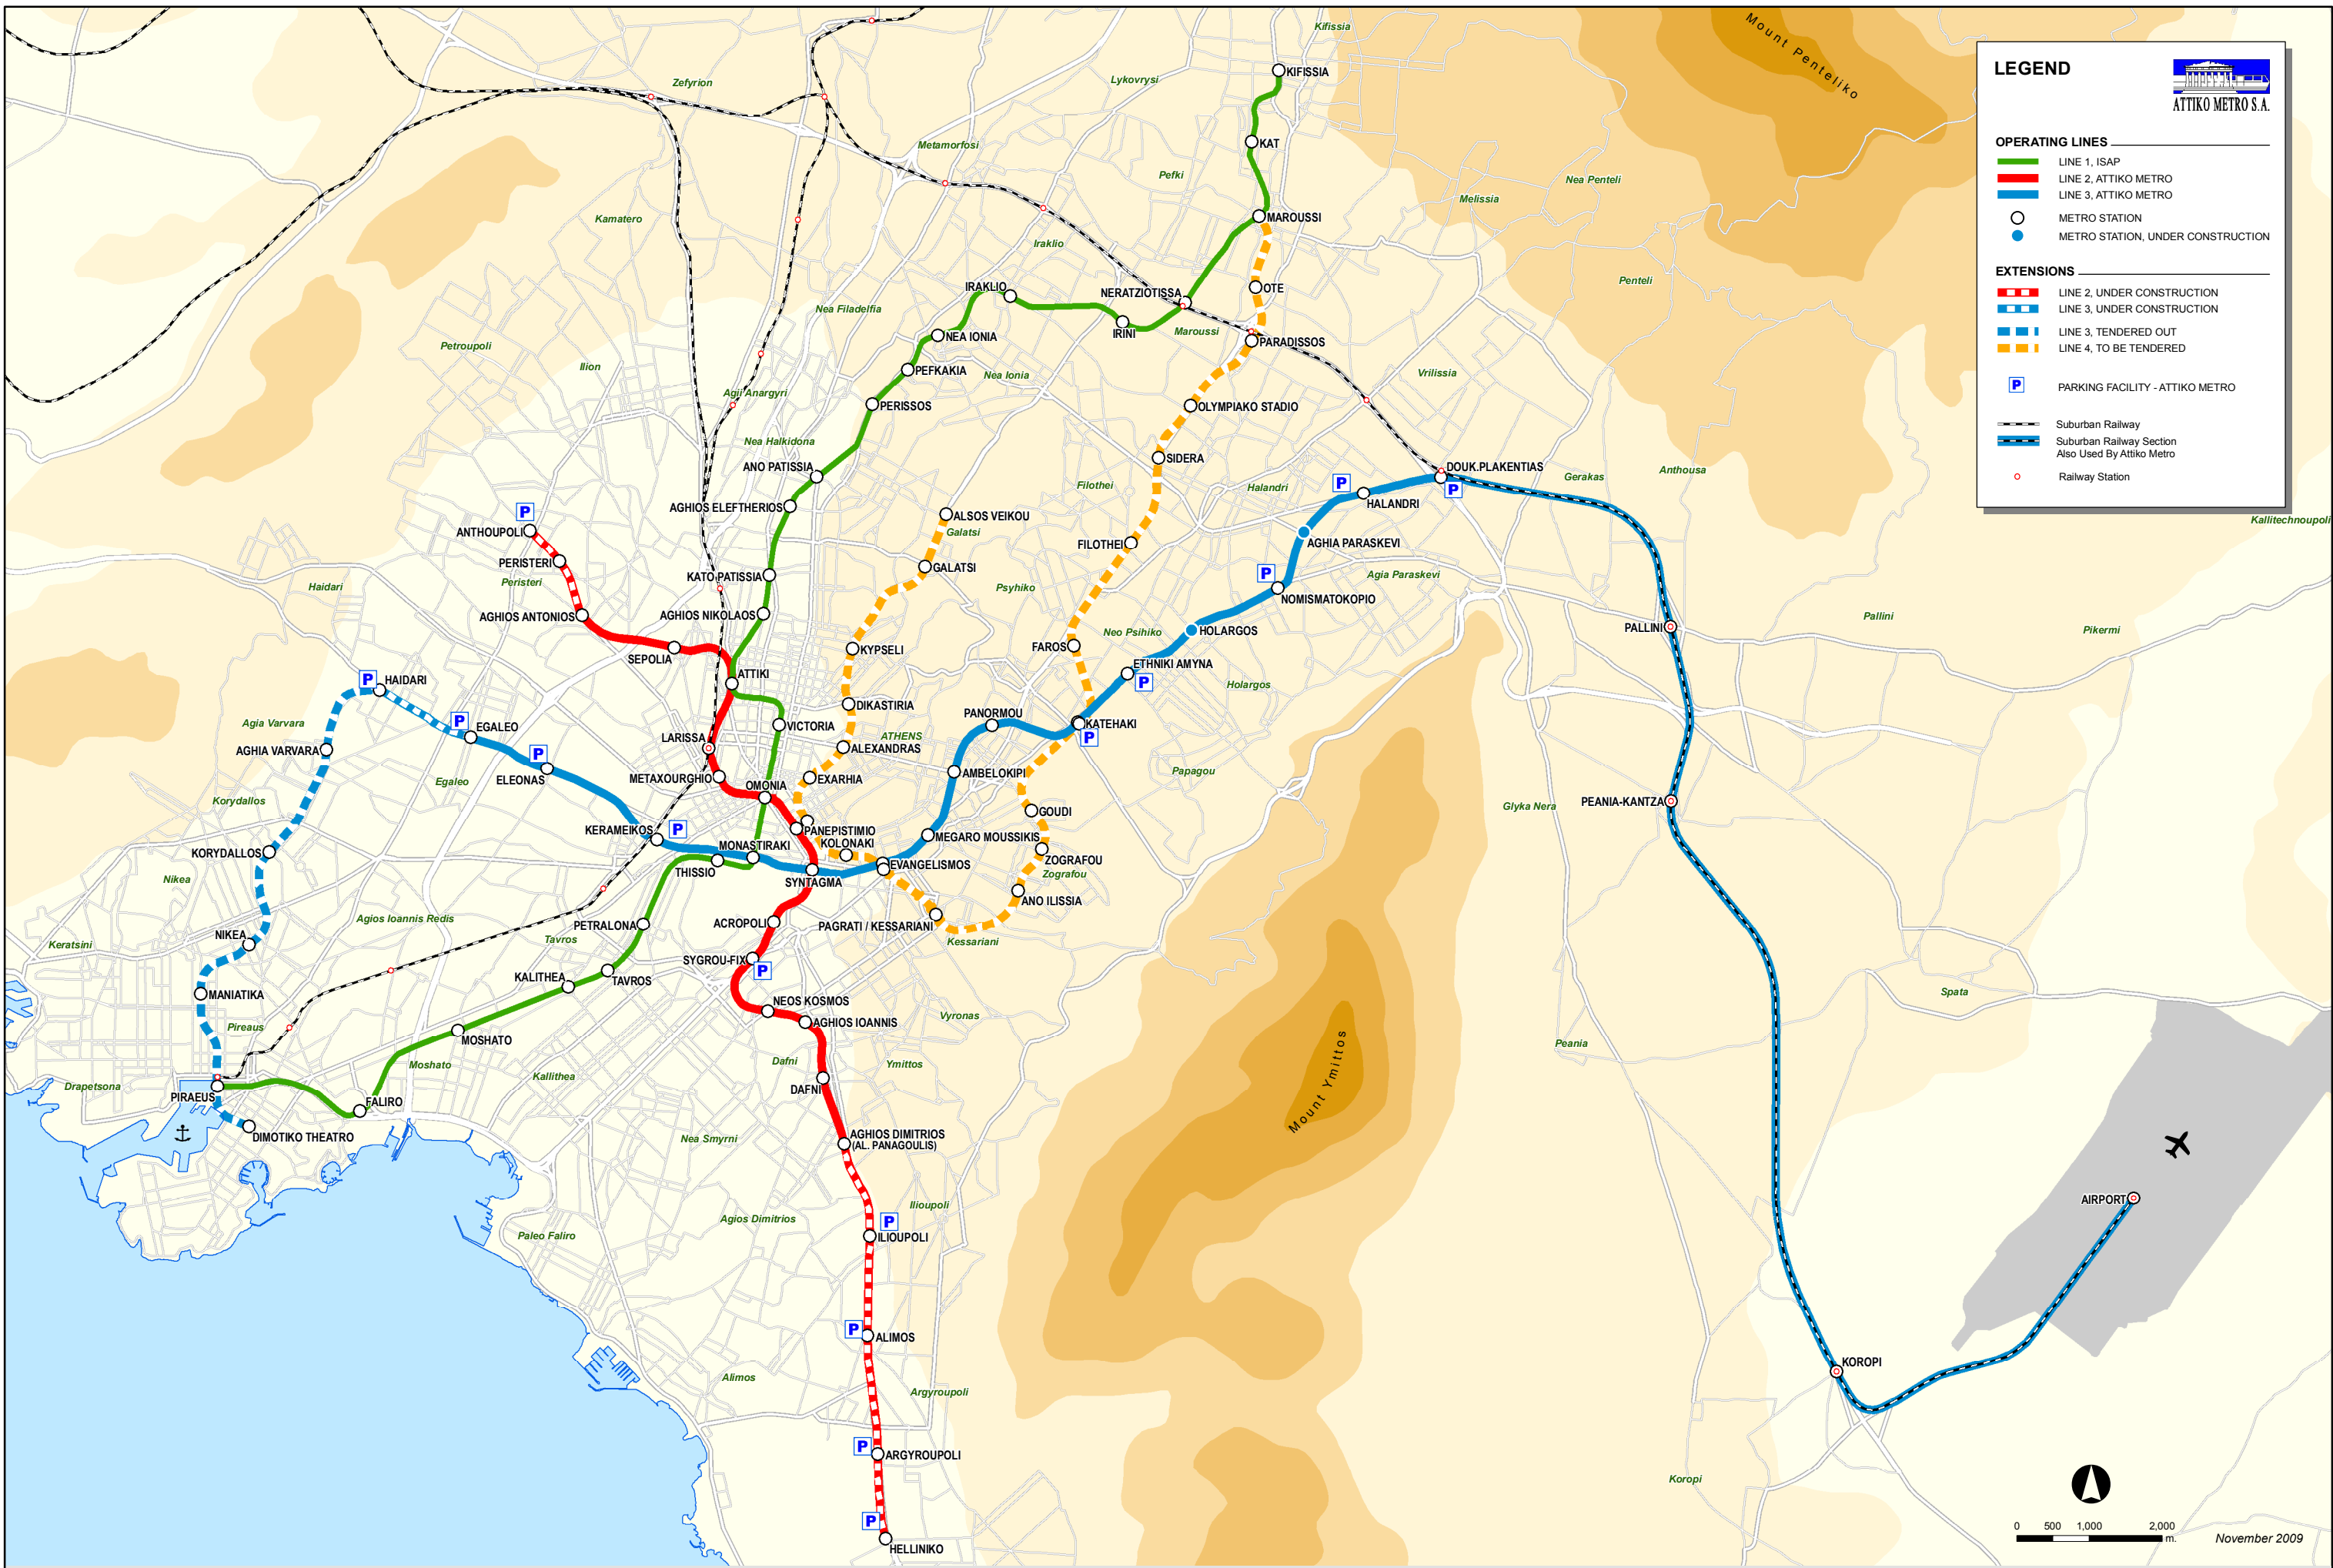 Kifissia
Mount Penteliko
KIFISSIA
Zefyrion
Lykovrysi
KAT
Metamorfosi
Pefki
Nea Penteli
Melissia
Kamatero
MAROUSSI
Iraklio
Penteli
IRAKLIO
NERATZIOTISSA
OTE
Nea Filadelfia
NEA IONIA
IRINI
Maroussi
PARADISSOS
Petroupoli
Ilion
PEFKAKIA
Nea Ionia
Vrilissia
Agii Anargyri
PERISSOS
OLYMPIAKO STADIO
Nea Halkidona
ANO PATISSIA
SIDERA
DOUK.PLAKENTIAS
Anthousa
Gerakas
Filothei
Halandri
P
P
HALANDRI
AGHIOS ELEFTHERIOS
P
ANTHOUPOLI
ALSOS VEIKOU
Galatsi
Kallitechnoupoli
FILOTHEI
AGHIA PARASKEVI
PERISTERI
Peristeri
GALATSI
KATO PATISSIA
P
Agia Paraskevi
Haidari
Psyhiko
NOMISMATOKOPIO
AGHIOS ANTONIOS
AGHIOS NIKOLAOS
Pallini
PALLINI
Pikermi
Neo Psihiko
HOLARGOS
FAROS
KYPSELI
SEPOLIA
ATTIKI
ETHNIKI AMYNA
P
P
HAIDARI
Holargos
DIKASTIRIA
PANORMOU
KATEHAKI
P
Agia Varvara
P
EGALEO
VICTORIA
LARISSA
ATHENS
ALEXANDRAS
AGHIA VARVARA
P
ELEONAS
Egaleo
METAXOURGHIO
EXARHIA
AMBELOKIPI
Papagou
OMONIA
Korydallos
GOUDI
Glyka Nera
PEANIA-KANTZA
KERAMEIKOS
P
PANEPISTIMIO
KOLONAKI
MEGARO MOUSSIKIS
MONASTIRAKI
KORYDALLOS
THISSIO
SYNTAGMA
EVANGELISMOS
ZOGRAFOU
Zografou
Nikea
ANO ILISSIA
Agios Ioannis Redis
PETRALONA
ACROPOLI
PAGRATI / KESSARIANI
Kessariani
Keratsini
NIKEA
Tavros
SYGROU-FIX
P
KALITHEA
TAVROS
MANIATIKA
NEOS KOSMOS
AGHIOS IOANNIS
Vyronas
Spata
Pireaus
MOSHATO
Mount Ymittos
Peania
Moshato
Kallithea
Dafni
Ymittos
Drapetsona
DAFNI
PIRAEUS
FALIRO
DIMOTIKO THEATRO
Nea Smyrni
AGHIOS DIMITRIOS
(AL. PANAGOULIS)
AIRPORT
Ilioupoli
Agios Dimitrios
P
ILIOUPOLI
Paleo Faliro
P
ALIMOS
KOROPI
Alimos
Argyroupoli
P
ARGYROUPOLI
Koropi
P
HELLINIKO
LEGEND
ATTIKO METRO S.A.
OPERATING LINES
LINE 1, ISAP
LINE 2, ATTIKO METRO
LINE 3, ATTIKO METRO
METRO STATION
METRO STATION, UNDER CONSTRUCTION
EXTENSIONS
LINE 2, UNDER CONSTRUCTION
LINE 3, UNDER CONSTRUCTION
LINE 3, TENDERED OUT
LINE 4, TO BE TENDERED
P PARKING FACILITY - ATTIKO METRO
Suburban Railway
Suburban Railway Section
Also Used By Attiko Metro
Railway Station
0 500 1,000 2,000
m.
November 2009